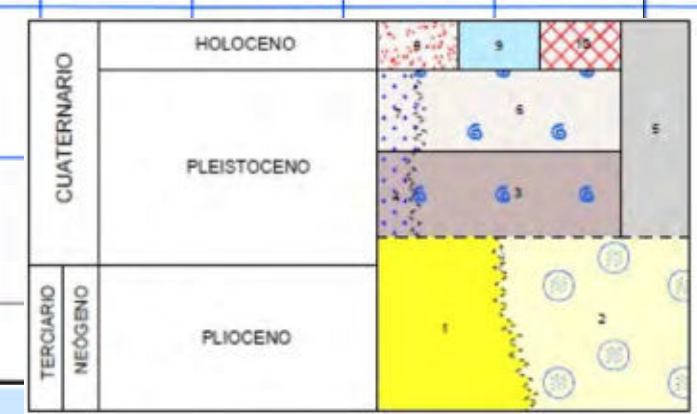 HOLOCENO
8 9 10
CUATERNARIO
7 6 5
PLEISTOCENO
4 3
TERCIARIO
NEÓGENO
PLIOCENO
1 2